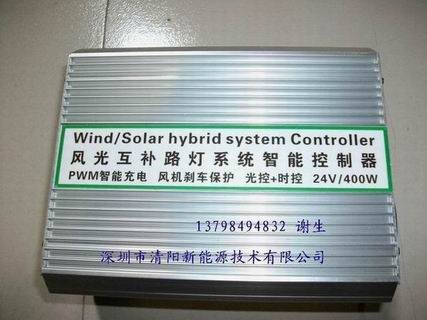 Wind/Solar hybrid system Controller
风光互补路灯系统智能控制器
PWM智能充电 风机刹车保护 光控+时控 24V/400W
13798494832 谢生
深圳市清阳新能源技术有限公司